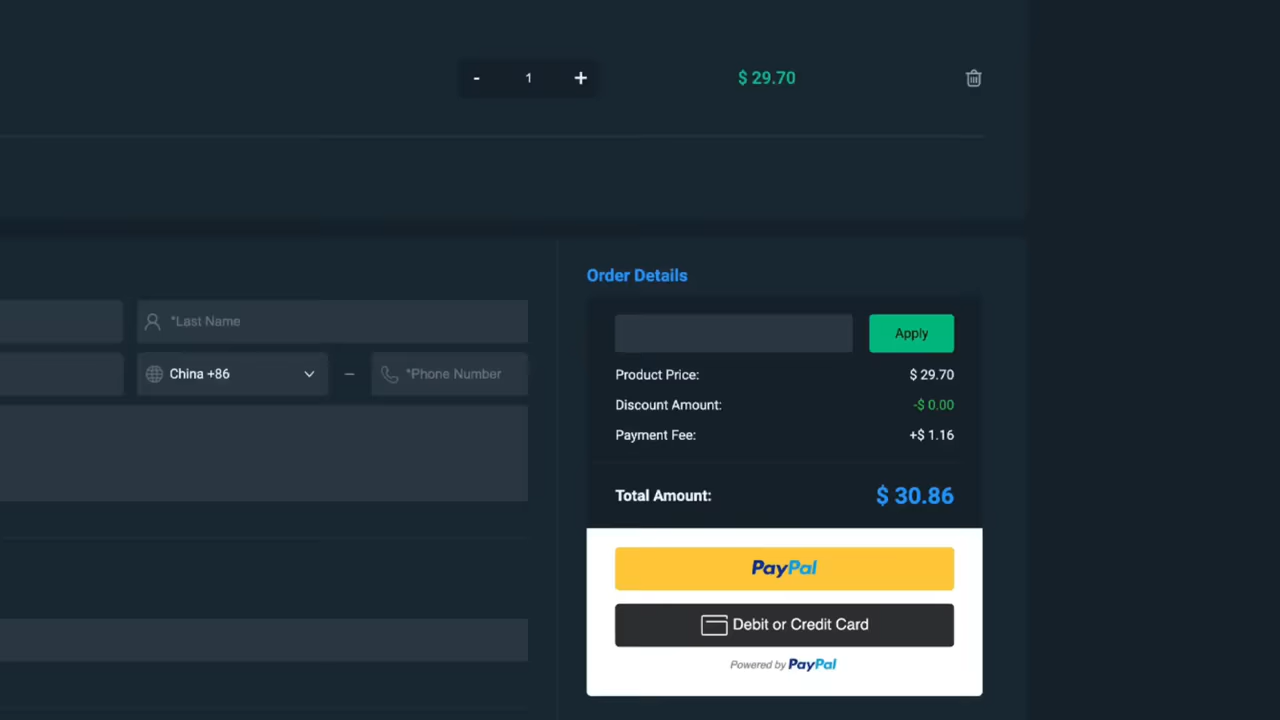 - 1 + $ 29.70
Order Details
*Last Name
Apply
China +86 – *Phone Number
Product Price: $ 29.70
Discount Amount: -$ 0.00
Payment Fee: +$ 1.16
Total Amount: $ 30.86
PayPal
Debit or Credit Card
Powered by PayPal